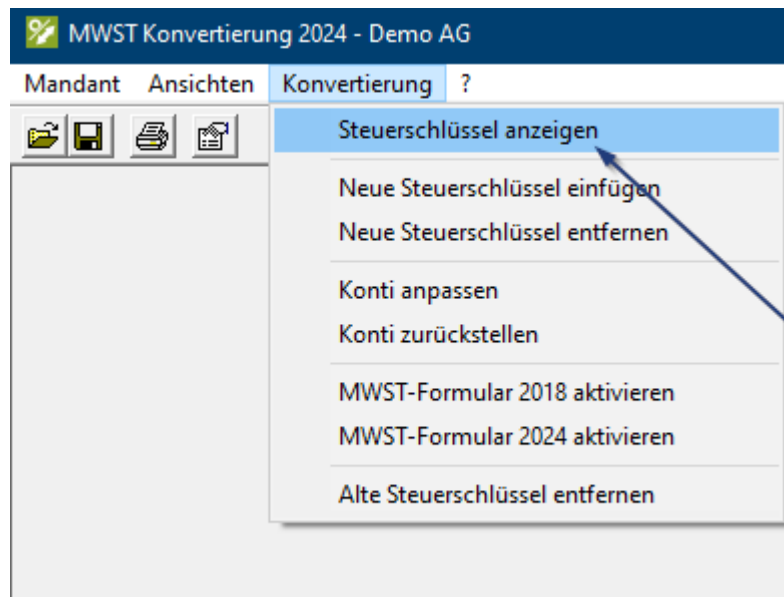 MWST Konvertierung 2024 - Demo AG
Mandant Ansichten Konvertierung ?
Steuerschlüssel anzeigen
Neue Steuerschlüssel einfügen
Neue Steuerschlüssel entfernen
Konti anpassen
Konti zurückstellen
MWST-Formular 2018 aktivieren
MWST-Formular 2024 aktivieren
Alte Steuerschlüssel entfernen